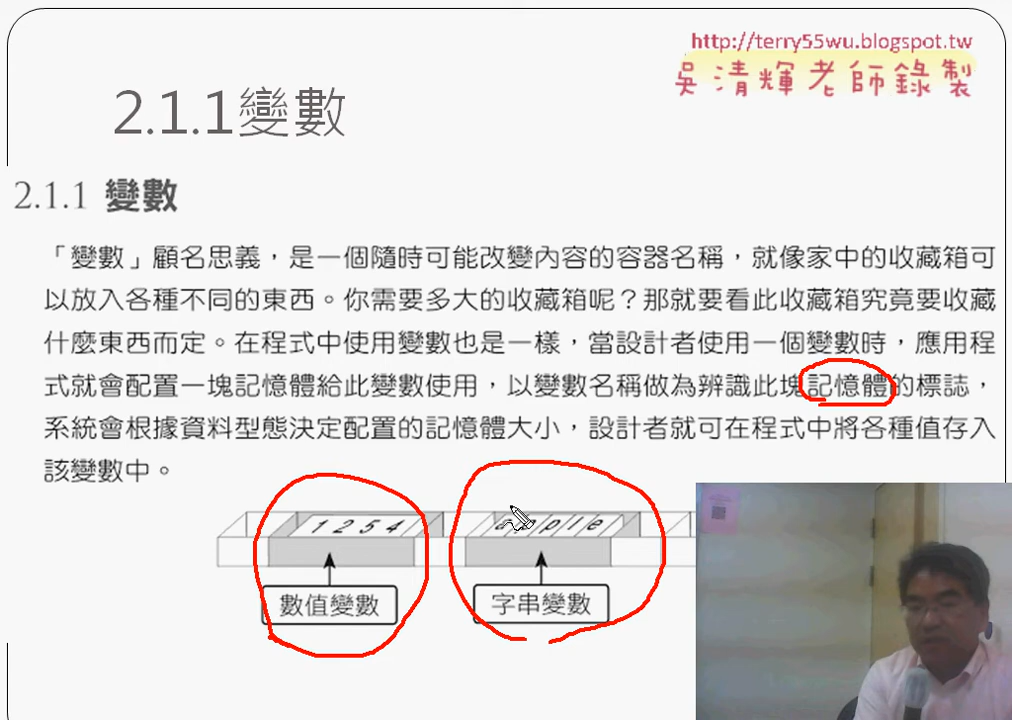 http://terry55wu.blogspot.tw
吳清輝老師錄製
2.1.1變數
2.1.1 變數
「變數」顧名思義，是一個隨時可能改變內容的容器名稱，就像家中的收藏箱可
以放入各種不同的東西。你需要多大的收藏箱呢？那就要看此收藏箱究竟要收藏
什麼東西而定。在程式中使用變數也是一樣，當設計者使用一個變數時，應用程
式就會配置一塊記憶體給此變數使用，以變數名稱做為辨識此塊記憶體的標誌，
系統會根據資料型態決定配置的記憶體大小，設計者就可在程式中將各種值存入
該變數中。
1254
apple
數值變數
字串變數